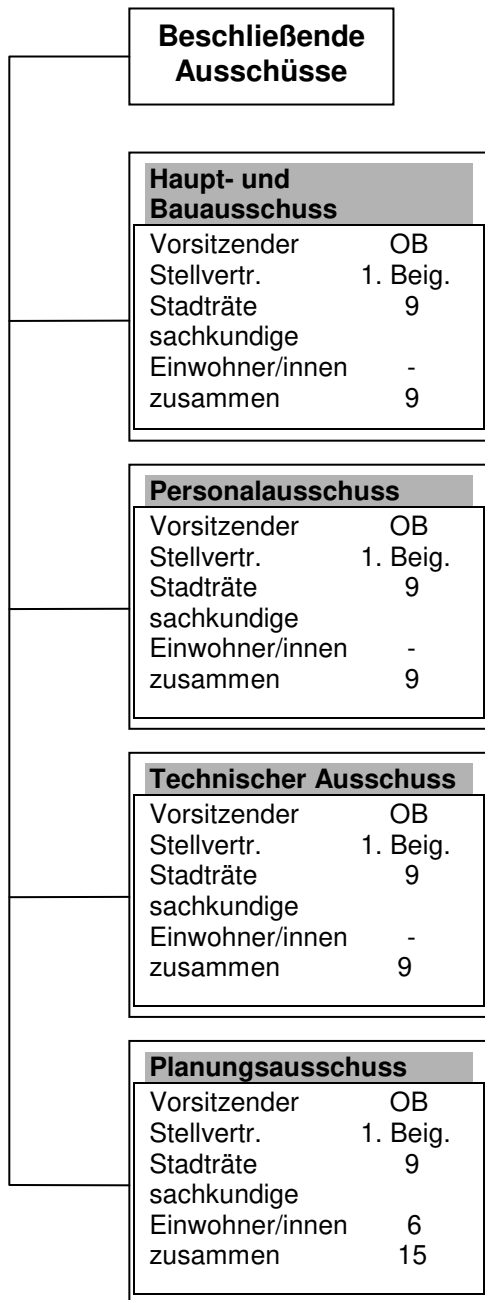 Beschließende
Ausschüsse
Haupt- und
Bauausschuss
Vorsitzender OB
Stellvertr. 1. Beig.
Stadträte 9
sachkundige
Einwohner/innen -
zusammen 9
Personalausschuss
Vorsitzender OB
Stellvertr. 1. Beig.
Stadträte 9
sachkundige
Einwohner/innen -
zusammen 9
Technischer Ausschuss
Vorsitzender OB
Stellvertr. 1. Beig.
Stadträte 9
sachkundige
Einwohner/innen -
zusammen 9
Planungsausschuss
Vorsitzender OB
Stellvertr. 1. Beig.
Stadträte 9
sachkundige
Einwohner/innen 6
zusammen 15